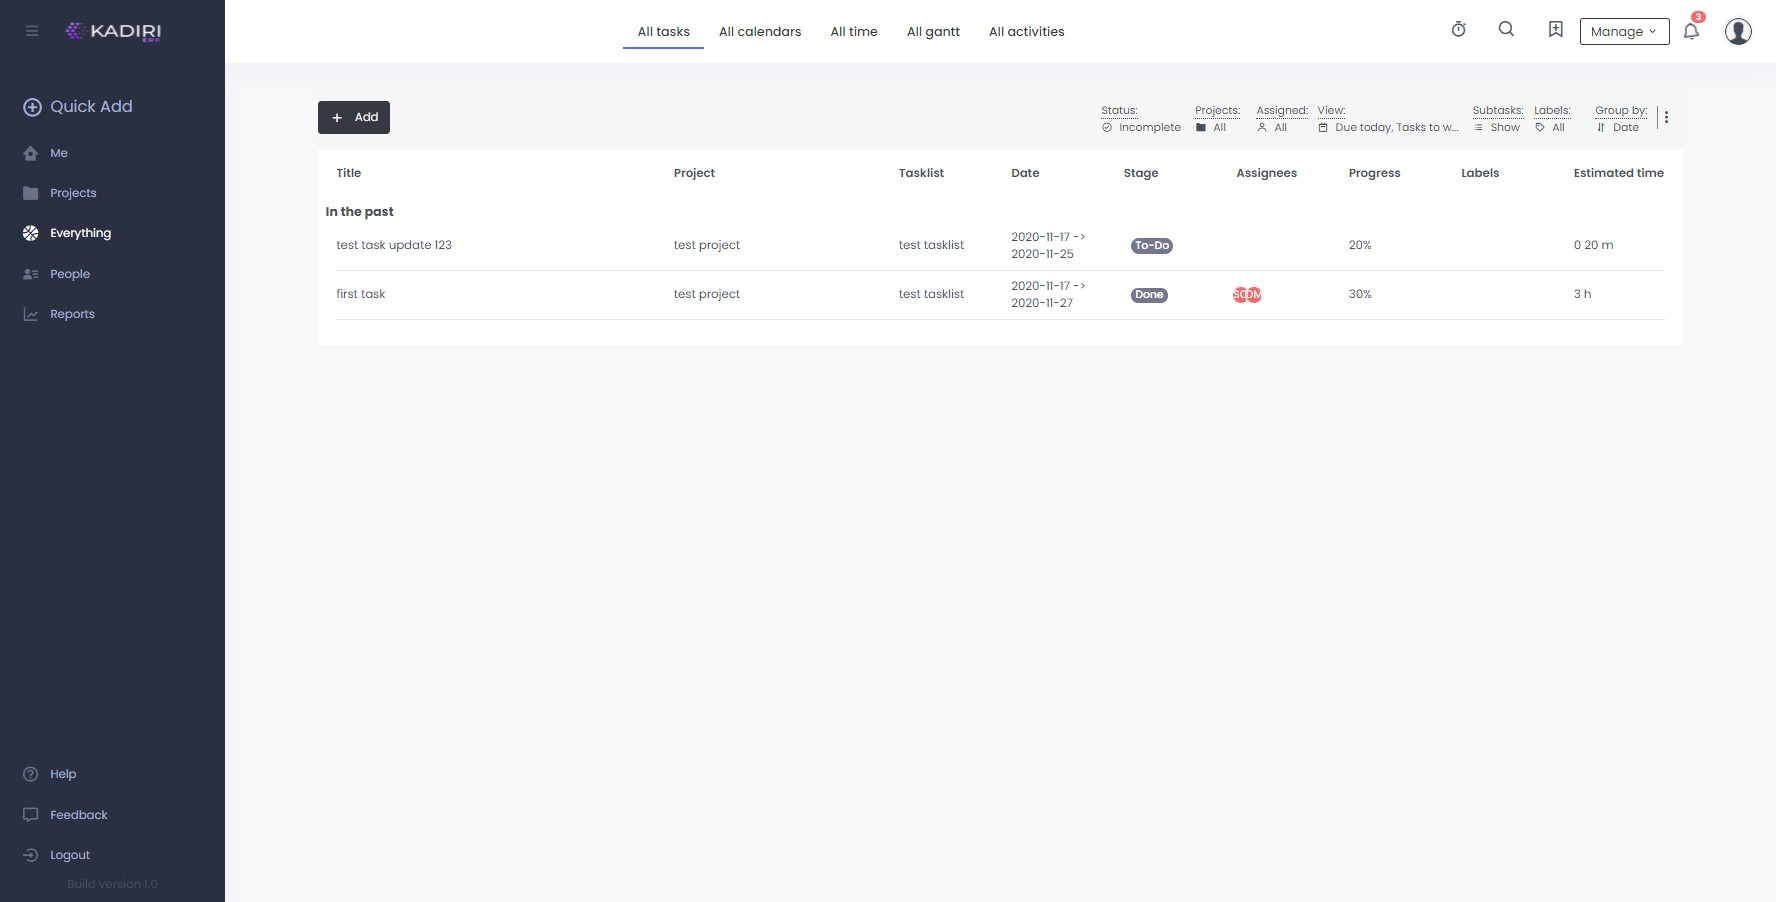 KADIRI
ERP
All tasks
All calendars
All time
All gantt
All activities
Manage
3
Quick Add
Me
Projects
Everything
People
Reports
Help
Feedback
Logout
Build version 1.0
+ Add
Status:
Incomplete
Projects:
All
Assigned:
All
View:
Due today, Tasks to w...
Subtasks:
Show
Labels:
All
Group by:
Date
Title Project Tasklist Date Stage Assignees Progress Labels Estimated time
In the past
test task update 123 test project test tasklist 2020-11-17 -> To-Do 20% 0 20 m
2020-11-25
first task test project test tasklist 2020-11-17 -> Done 30% 3 h
2020-11-27